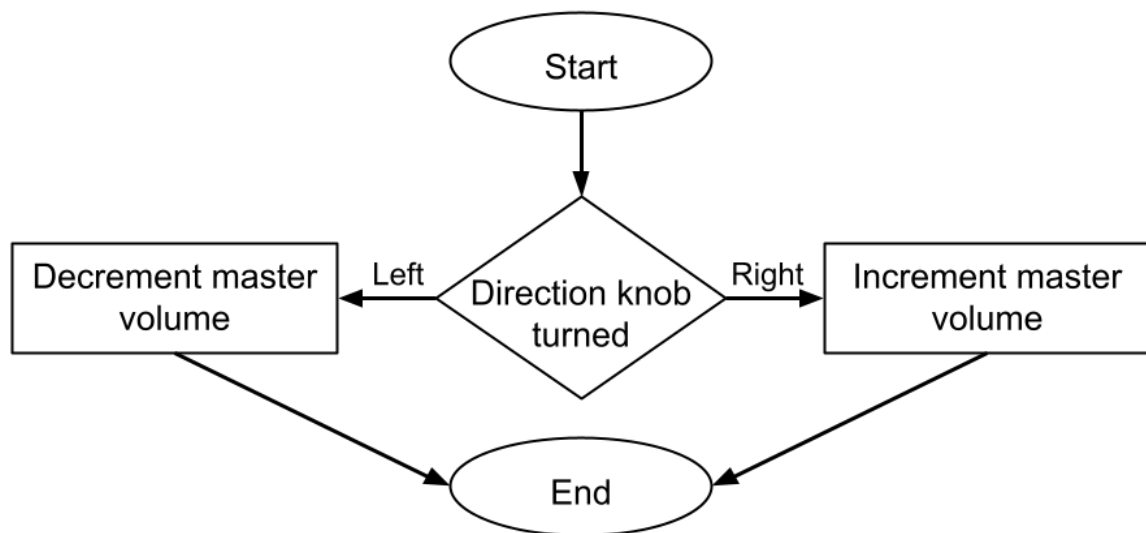 Start
Direction knob
turned
Left
Decrement master
volume
Right
Increment master
volume
End